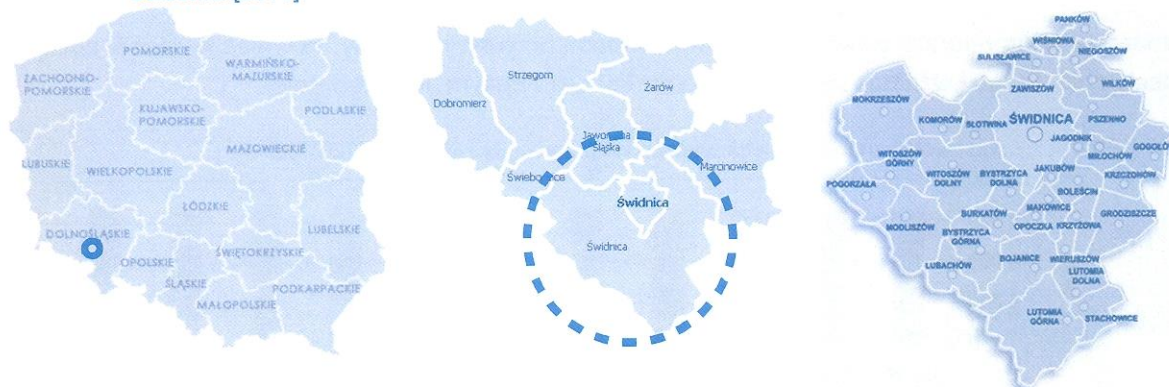 POMORSKIE
WARMIŃSKO-
MAZURSKIE
ZACHODNIO-
POMORSKIE
KUJAWSKO-
POMORSKIE
PODLASKIE
MAZOWIECKIE
LUBUSKIE
WIELKOPOLSKIE
ŁÓDZKIE
LUBELSKIE
DOLNOŚLĄSKIE
OPOLSKIE
ŚWIĘTOKRZYSKIE
ŚLĄSKIE
PODKARPACKIE
MAŁOPOLSKIE
Strzegom
Żarów
Dobromierz
Jaworzyna
Śląska
Marcinowice
Świebodzice
Świdnica
Świdnica
PANKÓW
WIŚNIOWA
NIEGOSZÓW
SULISŁAWICE
WILKÓW
ZAWISZÓW
MOKRZESZÓW
KOMORÓW
SŁOTWINA
ŚWIDNICA
PSZENNO
JAGODNIK
GOGOŁÓW
MIŁOCHÓW
WITOSZÓW
GÓRNY
WITOSZÓW
DOLNY
BYSTRZYCA
DOLNA
JAKUBÓW
KRZCZONÓW
POGORZAŁA
BOLEŚCIN
MODLISZÓW
BURKATÓW
MAKOWICE
GRODZISZCZE
OPOCZKA
KRZYŻOWA
BYSTRZYCA
GÓRNA
LUBACHÓW
BOJANICE
WIERUSZÓW
LUTOMIA
DOLNA
LUTOMIA
GÓRNA
STACHOWICE